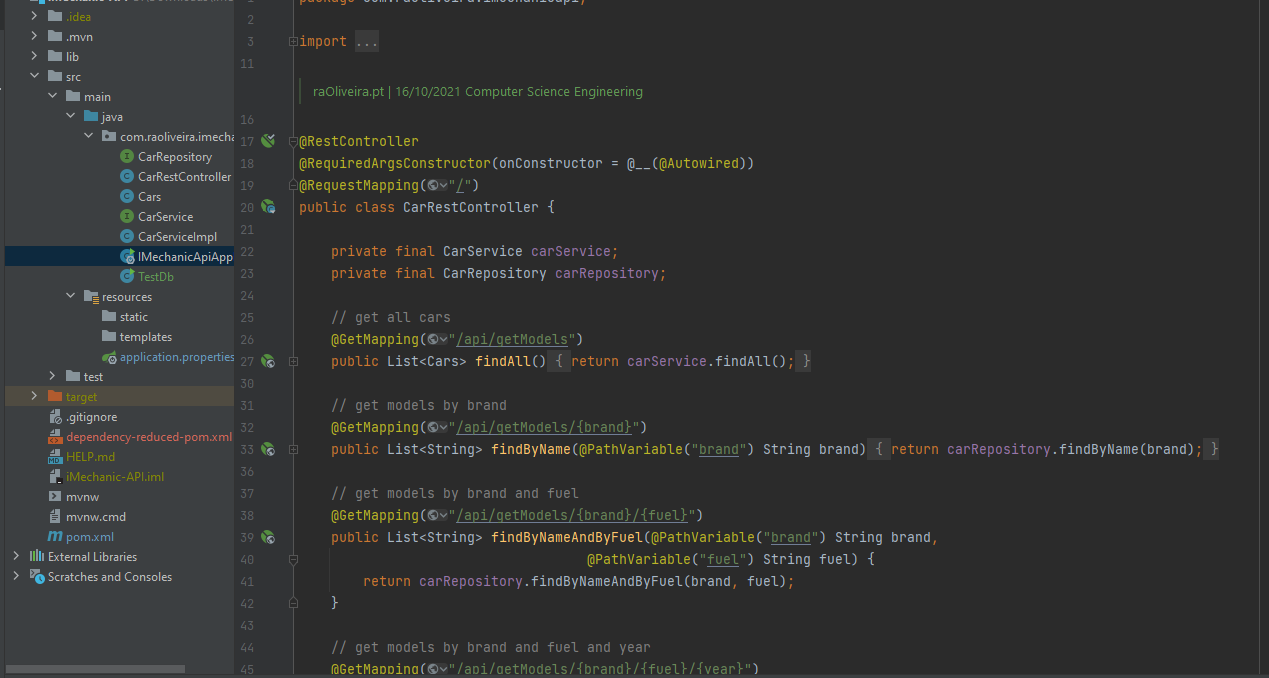 .idea
.mvn
lib
src
main
java
com.raoliveira.imecha
CarRepository
CarRestController
Cars
CarService
CarServiceImpl
IMechanicApiApp
TestDb
resources
static
templates
application.properties
test
target
.gitignore
dependency-reduced-pom.xml
HELP.md
iMechanic-API.iml
mvnw
mvnw.cmd
pom.xml
External Libraries
Scratches and Consoles
2
3 import ...
11
raOliveira.pt | 16/10/2021 Computer Science Engineering
16
17 @RestController
18 @RequiredArgsConstructor(onConstructor = @__(@Autowired))
19 @RequestMapping("/")
20 public class CarRestController {
21
22 private final CarService carService;
23 private final CarRepository carRepository;
24
25 // get all cars
26 @GetMapping("/api/getModels")
27 public List<Cars> findAll() { return carService.findAll(); }
30
31 // get models by brand
32 @GetMapping("/api/getModels/{brand}")
33 public List<String> findByName(@PathVariable("brand") String brand) { return carRepository.findByName(brand); }
36
37 // get models by brand and fuel
38 @GetMapping("/api/getModels/{brand}/{fuel}")
39 public List<String> findByNameAndByFuel(@PathVariable("brand") String brand,
40 @PathVariable("fuel") String fuel) {
41 return carRepository.findByNameAndByFuel(brand, fuel);
42 }
43
44 // get models by brand and fuel and year
45 @GetMapping("/api/getModels/{brand}/{fuel}/{year}")